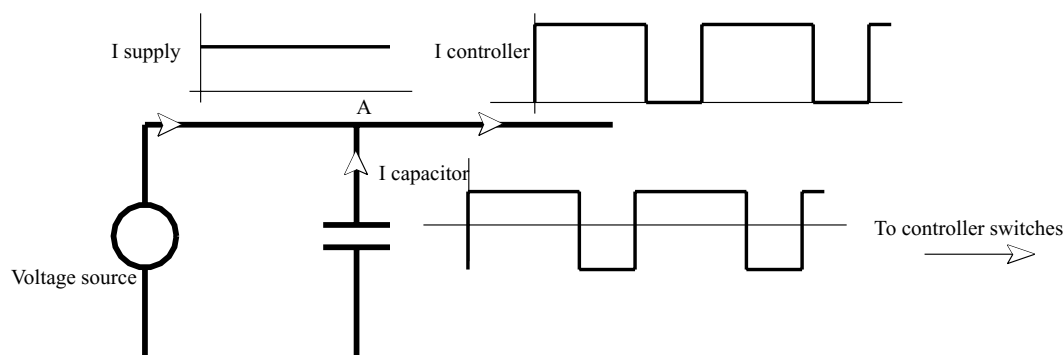 I supply
I controller
A
I capacitor
To controller switches
Voltage source